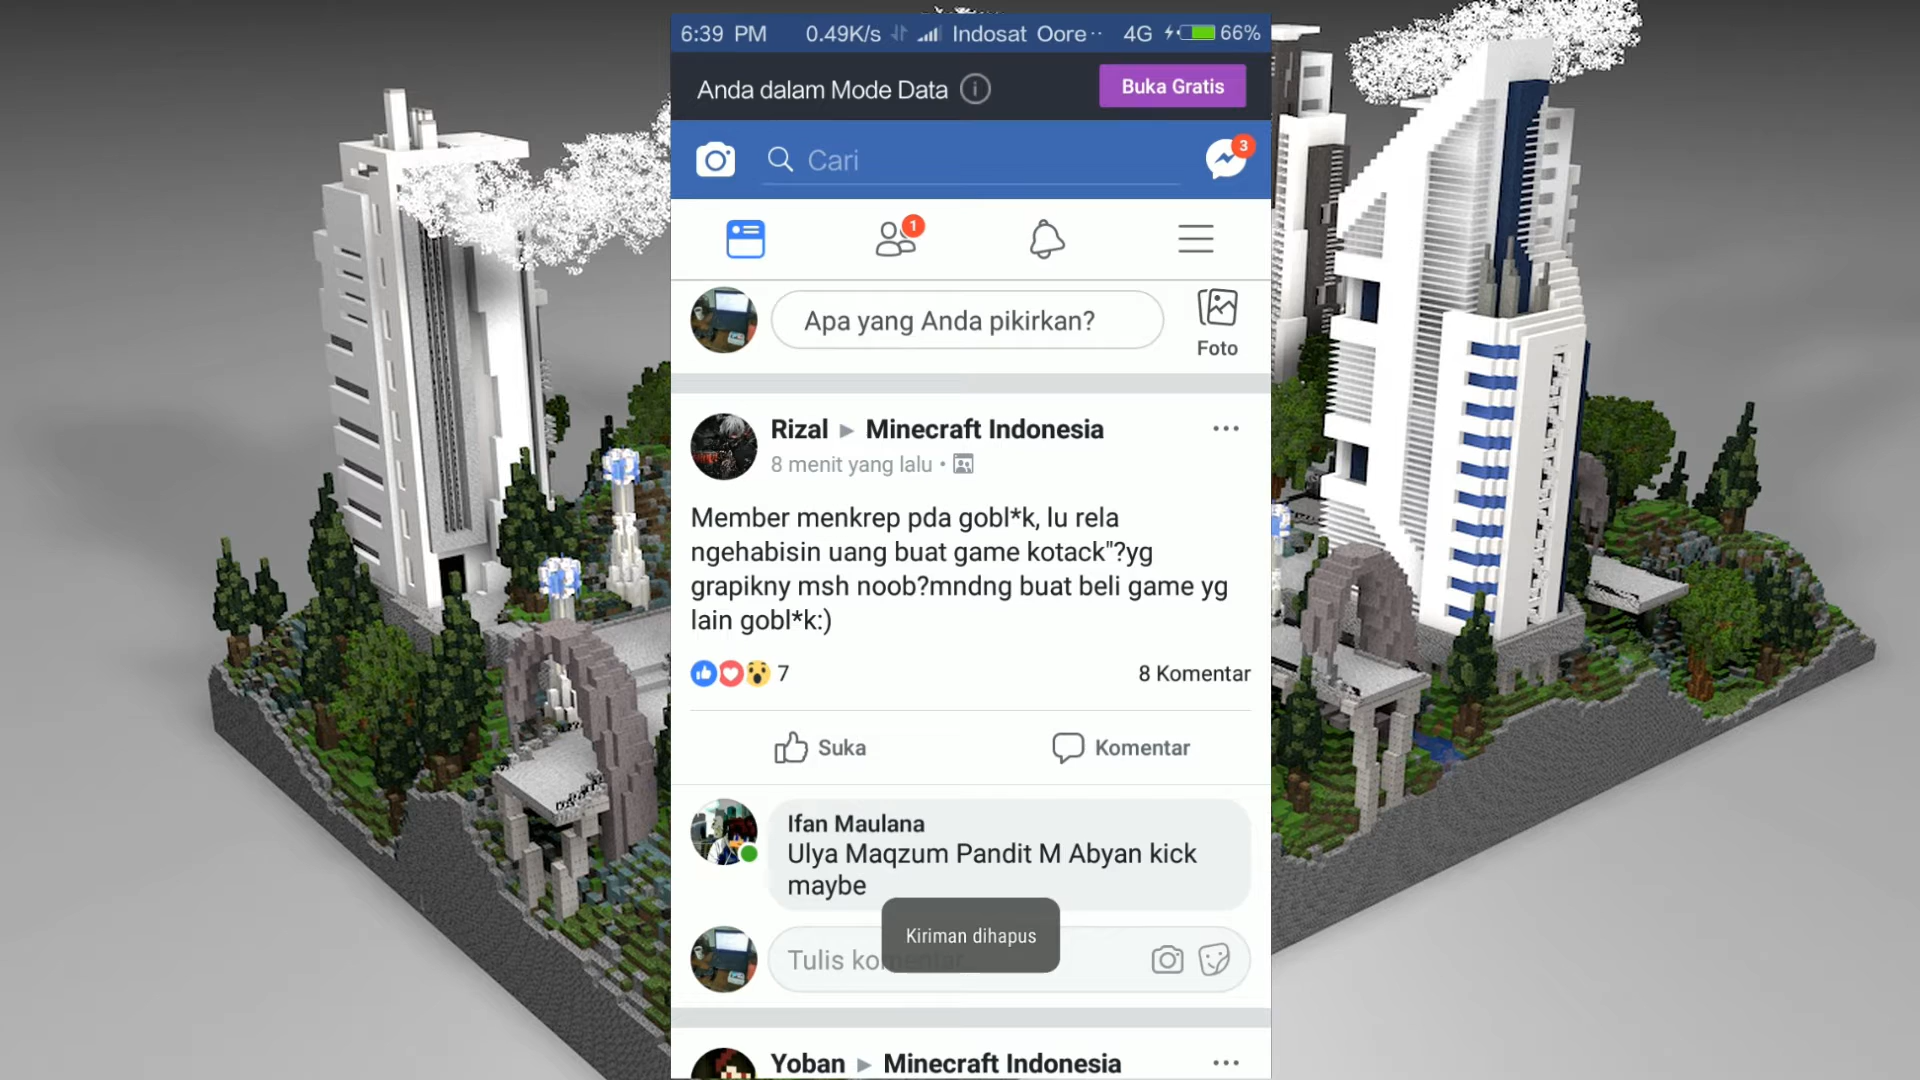 6:39 PM 0.49K/s Indosat Oore·· 4G 66%
Anda dalam Mode Data Buka Gratis
Cari 3
1
Apa yang Anda pikirkan?
Foto
Rizal ▶ Minecraft Indonesia
8 menit yang lalu •
Member menkrep pda gobl*k, lu rela
ngehabisin uang buat game kotack"?yg
grapikny msh noob?mndng buat beli game yg
lain gobl*k:)
7 8 Komentar
Suka Komentar
Ifan Maulana
Ulya Maqzum Pandit M Abyan kick
maybe
Kiriman dihapus
Tulis komentar...
Yoban ▶ Minecraft Indonesia